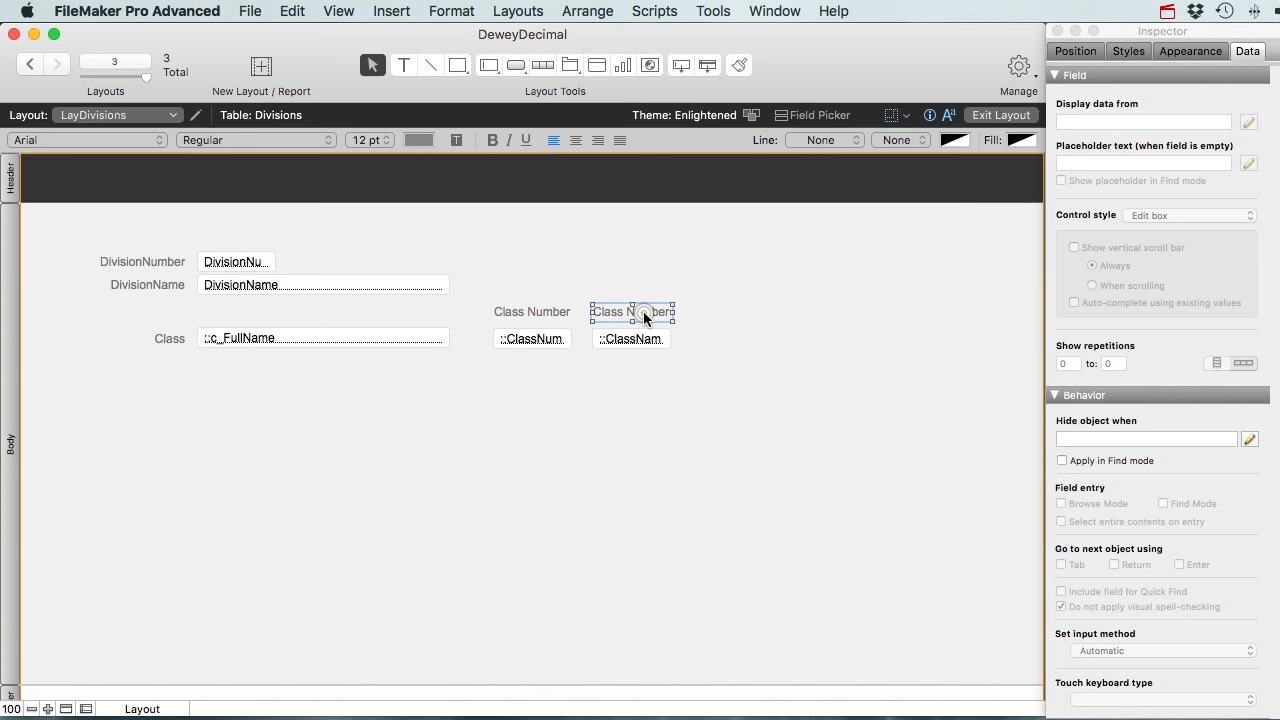 FileMaker Pro Advanced File Edit View Insert Format Layouts Arrange Scripts Tools Window Help
DeweyDecimal
Inspector
Position Styles Appearance Data
3 3 Total
Layouts New Layout / Report Layout Tools Manage
Layout: LayDivisions Table: Divisions Theme: Enlightened Field Picker Exit Layout
Arial Regular 12 pt B I U Line: None None Fill:
Header
Body
DivisionNumber DivisionNu
DivisionName DivisionName
Class Number
Class ::c_FullName ::ClassNum ::ClassNam
Field
Display data from
Placeholder text (when field is empty)
Show placeholder in Find mode
Control style Edit box
Show vertical scroll bar
Always
When scrolling
Auto-complete using existing values
Show repetitions
0 to: 0
Behavior
Hide object when
Apply in Find mode
Field entry
Browse Mode Find Mode
Select entire contents on entry
Go to next object using
Tab Return Enter
Include field for Quick Find
Do not apply visual spell-checking
Set input method
Automatic
Touch keyboard type
100 Layout